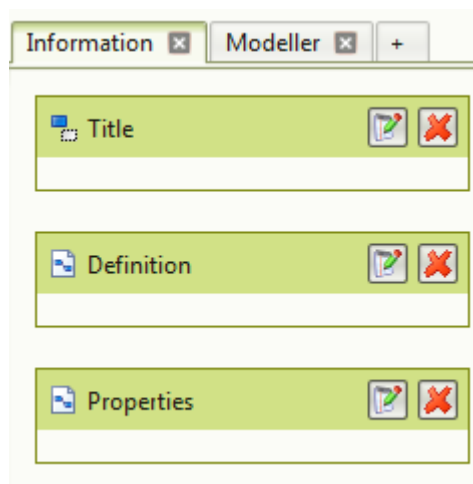 Information Modeller +
Title
Definition
Properties